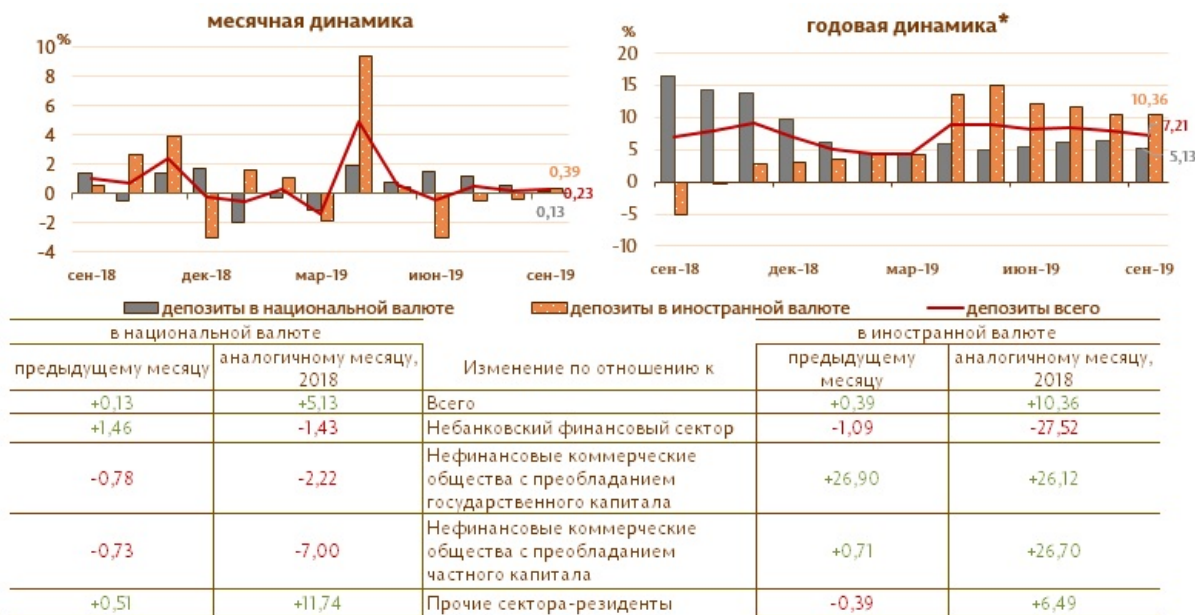 месячная динамика
%
10
8
6
4
2
0
-2
-4
0,39
0,23
0,13
сен-18
дек-18
мар-19
июн-19
сен-19
годовая динамика*
%
20
15
10
5
0
-5
-10
10,36
7,21
5,13
сен-18
дек-18
мар-19
июн-19
сен-19
депозиты в национальной валюте
депозиты в иностранной валюте
депозиты всего
в национальной валюте
в иностранной валюте
предыдущему месяцу
аналогичному месяцу,
2018
Изменение по отношению к
предыдущему
месяцу
аналогичному месяцу,
2018
+0,13 +5,13 Всего +0,39 +10,36
+1,46 -1,43 Небанковский финансовый сектор -1,09 -27,52
Нефинансовые коммерческие
-0,78 -2,22 общества с преобладанием +26,90 +26,12
государственного капитала
Нефинансовые коммерческие
-0,73 -7,00 общества с преобладанием +0,71 +26,70
частного капитала
+0,51 +11,74 Прочие сектора-резиденты -0,39 +6,49